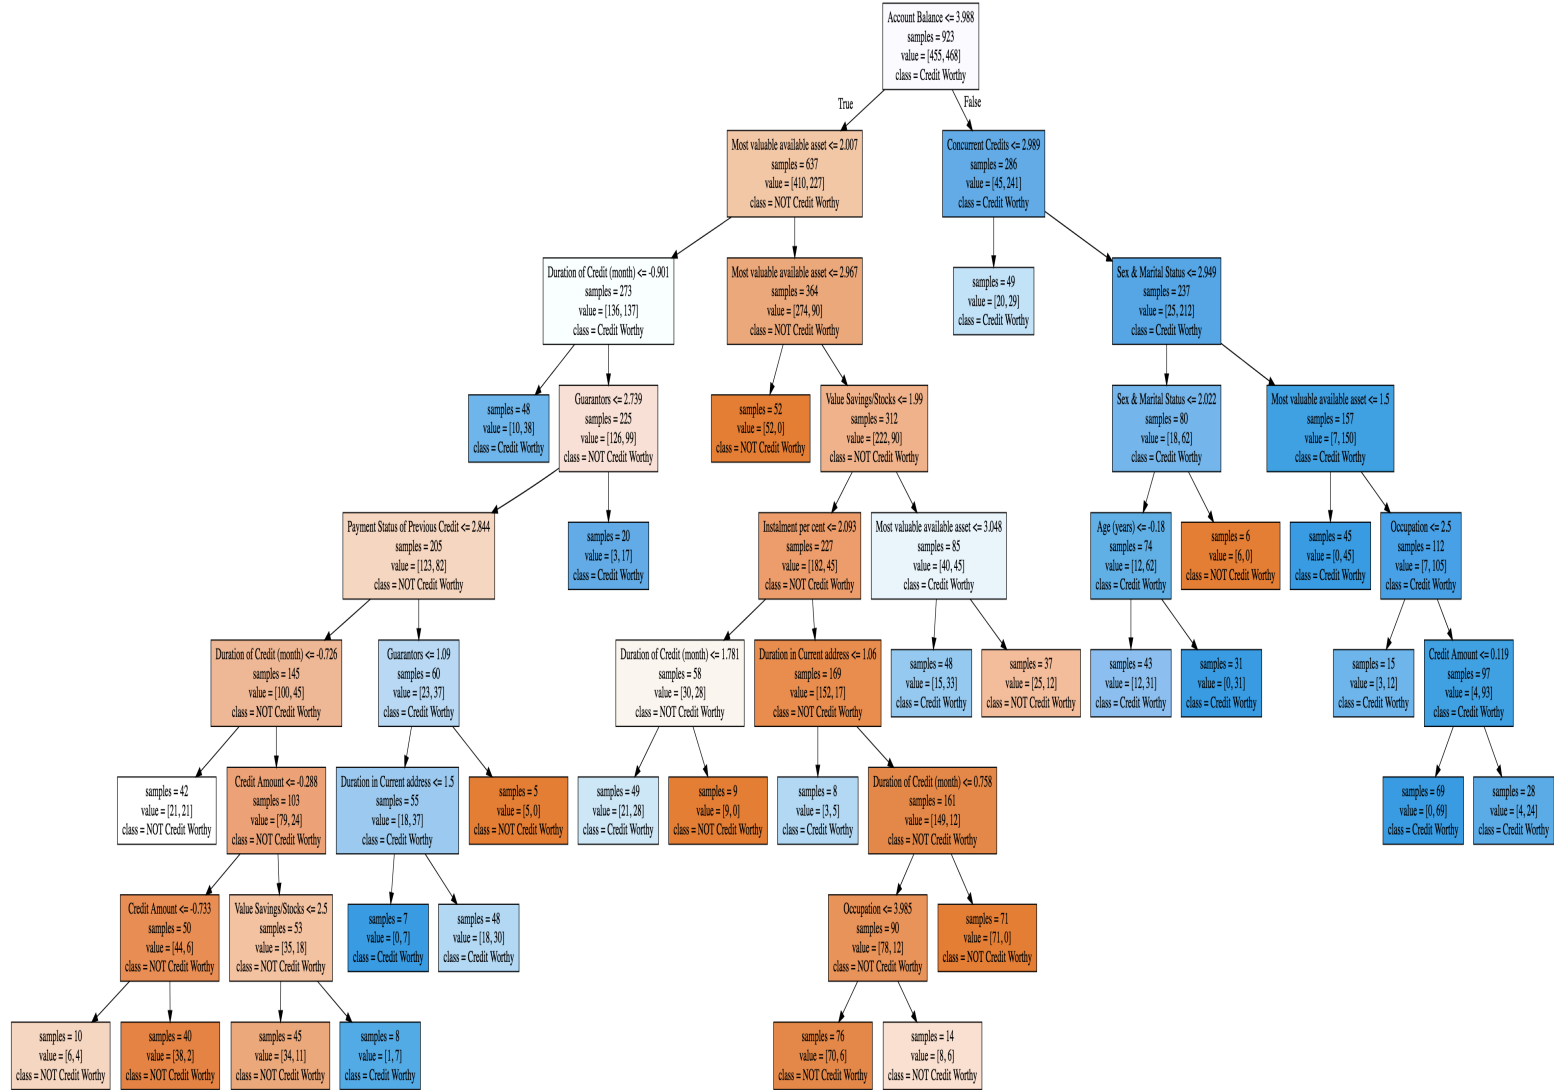 Account Balance <= 3.988
samples = 923
value = [455, 468]
class = Credit Worthy
True
False
Most valuable available asset <= 2.007
samples = 637
value = [410, 227]
class = NOT Credit Worthy
Concurrent Credits <= 2.989
samples = 286
value = [45, 241]
class = Credit Worthy
Duration of Credit (month) <= -0.901
samples = 273
value = [136, 137]
class = Credit Worthy
Most valuable available asset <= 2.967
samples = 364
value = [274, 90]
class = NOT Credit Worthy
samples = 49
value = [20, 29]
class = Credit Worthy
Sex & Marital Status <= 2.949
samples = 237
value = [25, 212]
class = Credit Worthy
samples = 48
value = [10, 38]
class = Credit Worthy
Guarantors <= 2.739
samples = 225
value = [126, 99]
class = NOT Credit Worthy
samples = 52
value = [52, 0]
class = NOT Credit Worthy
Value Savings/Stocks <= 1.99
samples = 312
value = [222, 90]
class = NOT Credit Worthy
Sex & Marital Status <= 2.022
samples = 80
value = [18, 62]
class = Credit Worthy
Most valuable available asset <= 1.5
samples = 157
value = [7, 150]
class = Credit Worthy
Payment Status of Previous Credit <= 2.844
samples = 205
value = [123, 82]
class = NOT Credit Worthy
samples = 20
value = [3, 17]
class = Credit Worthy
Instalment per cent <= 2.093
samples = 227
value = [182, 45]
class = NOT Credit Worthy
Most valuable available asset <= 3.048
samples = 85
value = [40, 45]
class = Credit Worthy
Age (years) <= -0.18
samples = 74
value = [12, 62]
class = Credit Worthy
samples = 6
value = [6, 0]
class = NOT Credit Worthy
samples = 45
value = [0, 45]
class = Credit Worthy
Occupation <= 2.5
samples = 112
value = [7, 105]
class = Credit Worthy
Duration of Credit (month) <= -0.726
samples = 145
value = [100, 45]
class = NOT Credit Worthy
Guarantors <= 1.09
samples = 60
value = [23, 37]
class = Credit Worthy
Duration of Credit (month) <= 1.781
samples = 58
value = [30, 28]
class = NOT Credit Worthy
Duration in Current address <= 1.06
samples = 169
value = [152, 17]
class = NOT Credit Worthy
samples = 48
value = [15, 33]
class = Credit Worthy
samples = 37
value = [25, 12]
class = NOT Credit Worthy
samples = 43
value = [12, 31]
class = Credit Worthy
samples = 31
value = [0, 31]
class = Credit Worthy
samples = 15
value = [3, 12]
class = Credit Worthy
Credit Amount <= 0.119
samples = 97
value = [4, 93]
class = Credit Worthy
samples = 42
value = [21, 21]
class = NOT Credit Worthy
Credit Amount <= -0.288
samples = 103
value = [79, 24]
class = NOT Credit Worthy
Duration in Current address <= 1.5
samples = 55
value = [18, 37]
class = Credit Worthy
samples = 5
value = [5, 0]
class = NOT Credit Worthy
samples = 49
value = [21, 28]
class = Credit Worthy
samples = 9
value = [9, 0]
class = NOT Credit Worthy
samples = 8
value = [3, 5]
class = Credit Worthy
Duration of Credit (month) <= 0.758
samples = 161
value = [149, 12]
class = NOT Credit Worthy
samples = 69
value = [0, 69]
class = Credit Worthy
samples = 28
value = [4, 24]
class = Credit Worthy
Credit Amount <= -0.733
samples = 50
value = [44, 6]
class = NOT Credit Worthy
Value Savings/Stocks <= 2.5
samples = 53
value = [35, 18]
class = NOT Credit Worthy
samples = 7
value = [0, 7]
class = Credit Worthy
samples = 48
value = [18, 30]
class = Credit Worthy
Occupation <= 3.985
samples = 90
value = [78, 12]
class = NOT Credit Worthy
samples = 71
value = [71, 0]
class = NOT Credit Worthy
samples = 10
value = [6, 4]
class = NOT Credit Worthy
samples = 40
value = [38, 2]
class = NOT Credit Worthy
samples = 45
value = [34, 11]
class = NOT Credit Worthy
samples = 8
value = [1, 7]
class = Credit Worthy
samples = 76
value = [70, 6]
class = NOT Credit Worthy
samples = 14
value = [8, 6]
class = NOT Credit Worthy